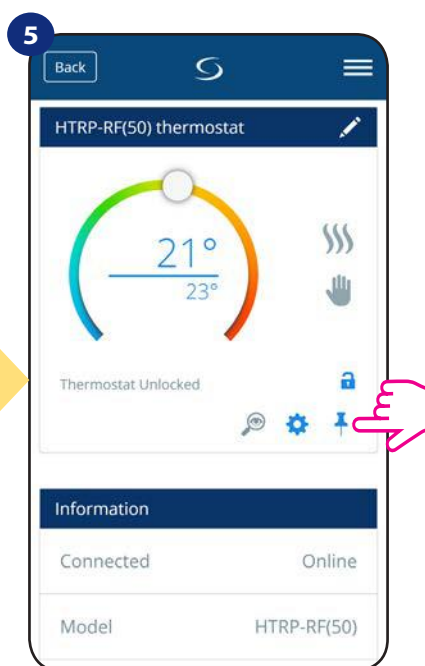 5
Back
HTRP-RF(50) thermostat
21°
23°
Thermostat Unlocked
Information
Connected Online
Model HTRP-RF(50)